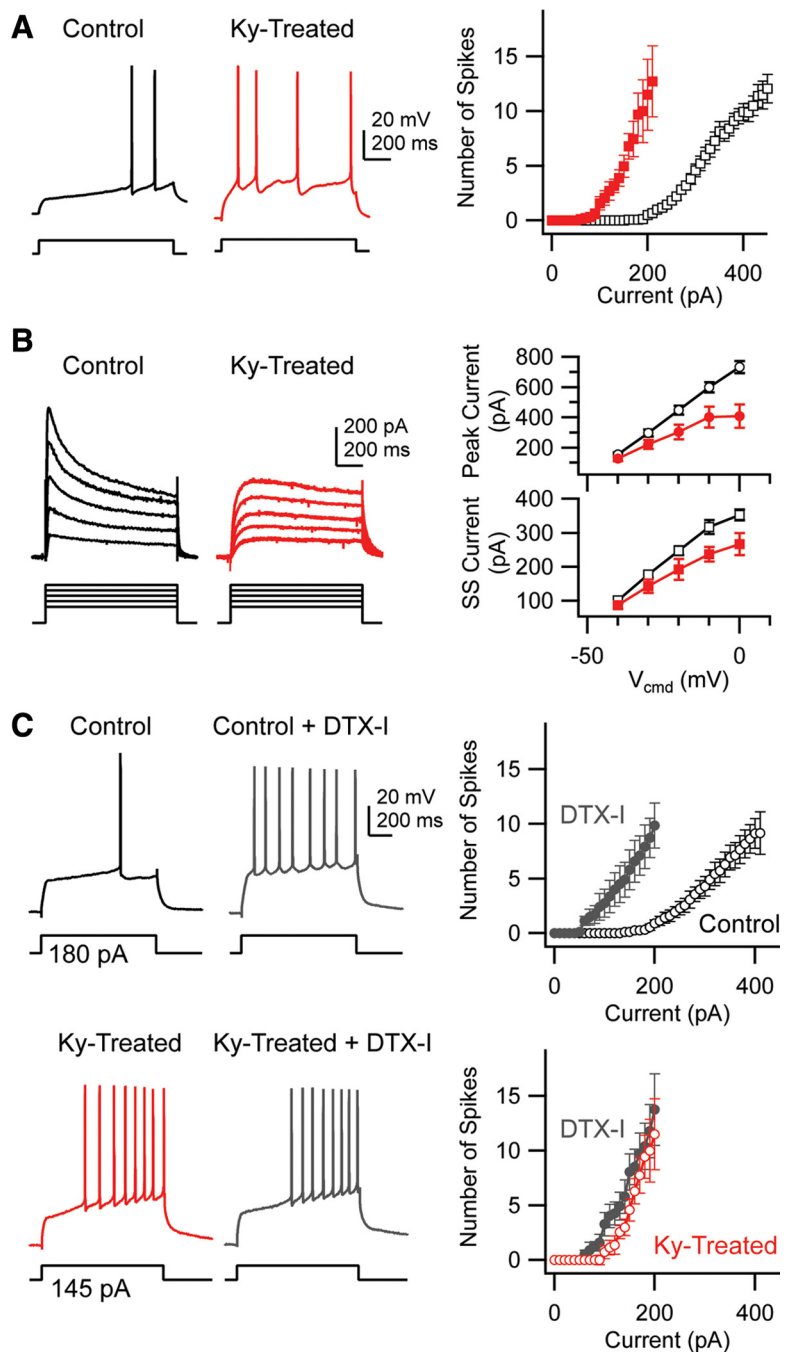 A
Control
Ky-Treated
20 mV
200 ms
Number of Spikes
15
10
5
0
0
200
400
Current (pA)
B
Control
Ky-Treated
200 pA
200 ms
Peak Current
(pA)
800
600
400
200
SS Current
(pA)
400
300
200
100
-50
0
Vcmd (mV)
C
Control
Control + DTX-I
20 mV
200 ms
180 pA
Number of Spikes
15
10
5
0
DTX-I
Control
0
200
400
Current (pA)
Ky-Treated
Ky-Treated + DTX-I
145 pA
Number of Spikes
15
10
5
0
DTX-I
Ky-Treated
0
200
400
Current (pA)